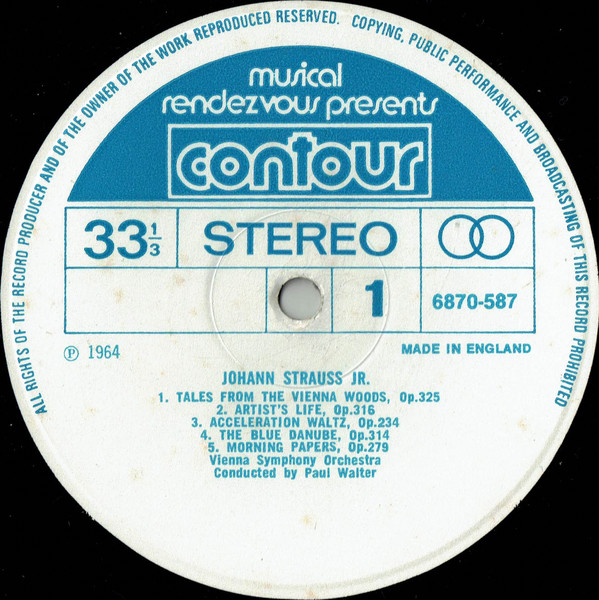 ALL RIGHTS OF THE RECORD PRODUCER AND OF THE OWNER OF THE WORK REPRODUCED RESERVED. COPYING, PUBLIC PERFORMANCE AND BROADCASTING OF THIS RECORD PROHIBITED
musical
rendezvous presents
contour
33 1/3 STEREO
1 6870-587
Ⓟ 1964 MADE IN ENGLAND
JOHANN STRAUSS JR.
1. TALES FROM THE VIENNA WOODS, Op.325
2. ARTIST'S LIFE, Op.316
3. ACCELERATION WALTZ, Op.234
4. THE BLUE DANUBE, Op.314
5. MORNING PAPERS, Op.279
Vienna Symphony Orchestra
Conducted by Paul Walter